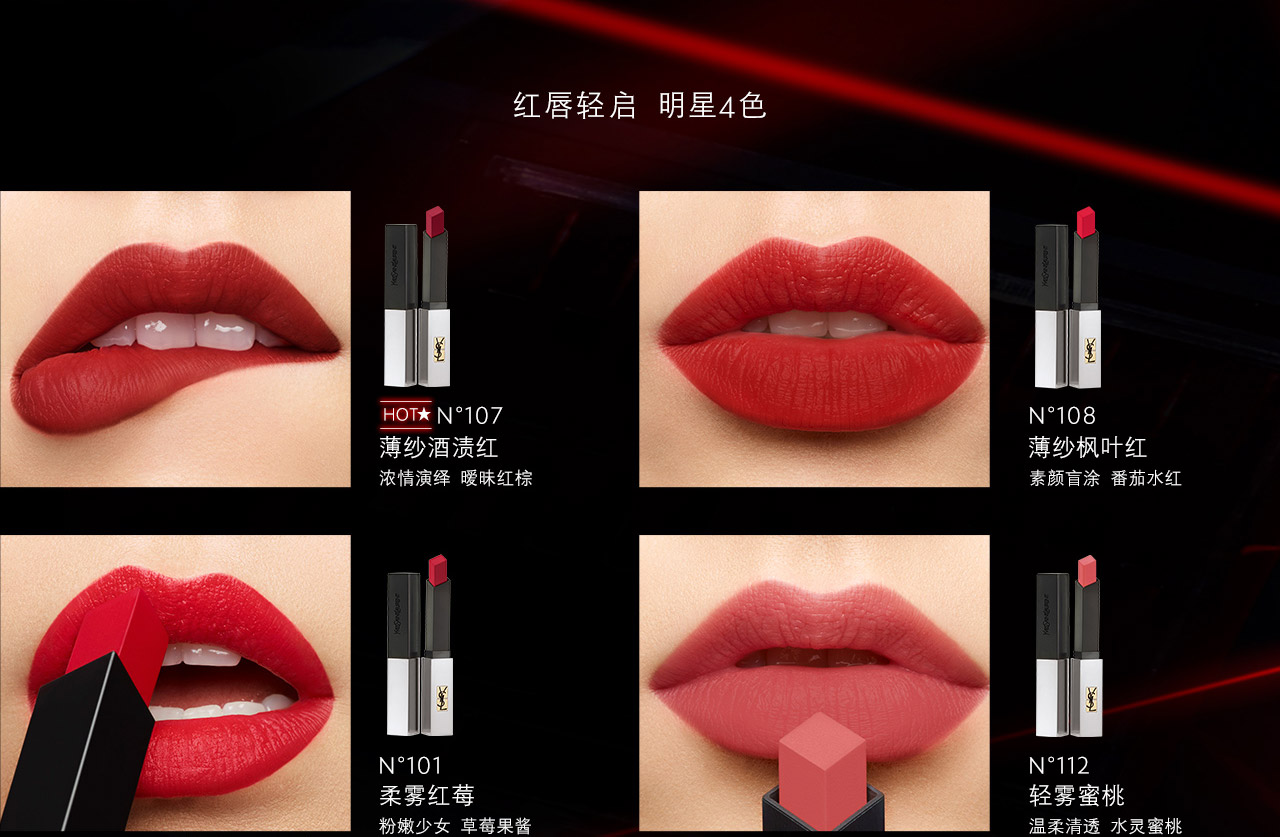 红唇轻启 明星4色
HOT★ N°107
薄纱酒渍红
浓情演绎 暧昧红棕
N°108
薄纱枫叶红
素颜盲涂 番茄水红
N°101
柔雾红莓
粉嫩少女 草莓果酱
N°112
轻雾蜜桃
温柔清透 水灵蜜桃